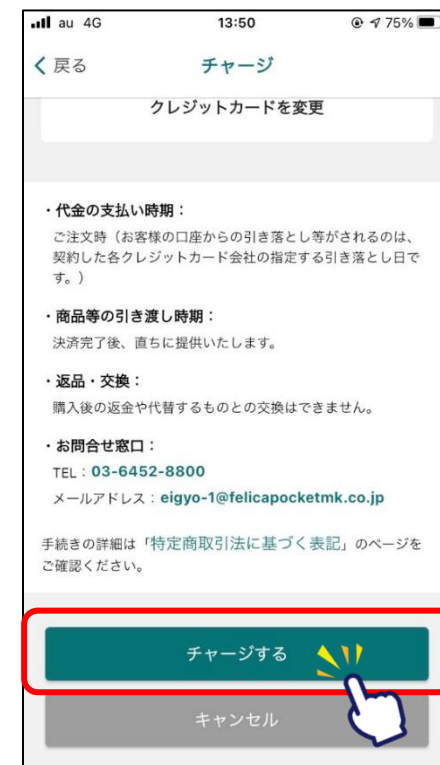 au 4G 13:50 75%
戻る チャージ
クレジットカードを変更
・代金の支払い時期：
ご注文時（お客様の口座からの引き落とし等がされるのは、
契約した各クレジットカード会社の指定する引き落とし日で
す。）
・商品等の引き渡し時期：
決済完了後、直ちに提供いたします。
・返品・交換：
購入後の返金や代替するものとの交換はできません。
・お問合せ窓口：
TEL：03-6452-8800
メールアドレス：eigyo-1@felicapocketmk.co.jp
手続きの詳細は「特定商取引法に基づく表記」のページを
ご確認ください。
チャージする
キャンセル